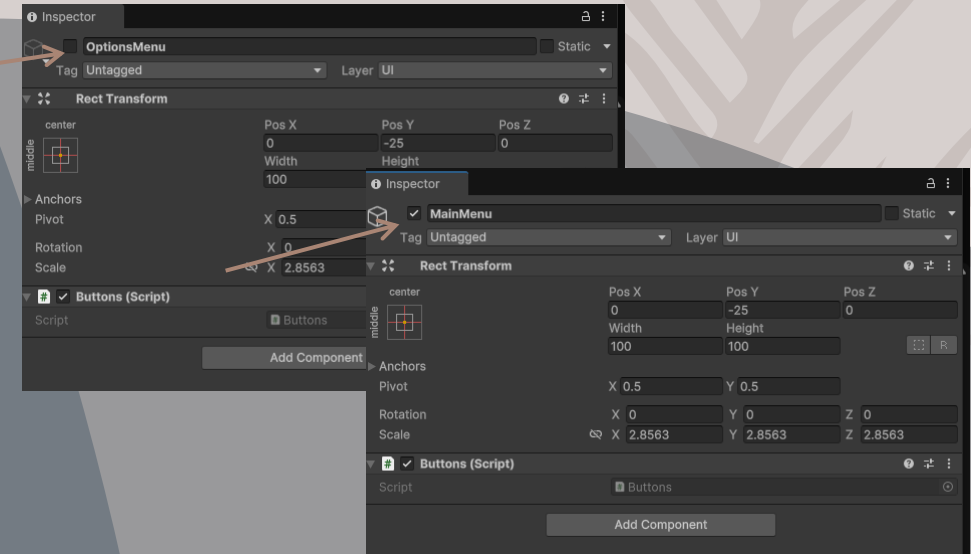 Inspector
OptionsMenu
Static
Tag Untagged
Layer UI
Rect Transform
center
middle
Pos X Pos Y Pos Z
0 -25 0
Width Height
100
Anchors
Pivot
X 0.5
Rotation
X 0
Scale
X 2.8563
# Buttons (Script)
Script
Buttons
Add Component
Inspector
MainMenu
Static
Tag Untagged
Layer UI
Rect Transform
center
middle
Pos X Pos Y Pos Z
0 -25 0
Width Height
100 100
R
Anchors
Pivot
X 0.5 Y 0.5
Rotation
X 0 Y 0 Z 0
Scale
X 2.8563 Y 2.8563 Z 2.8563
# Buttons (Script)
Script
Buttons
Add Component